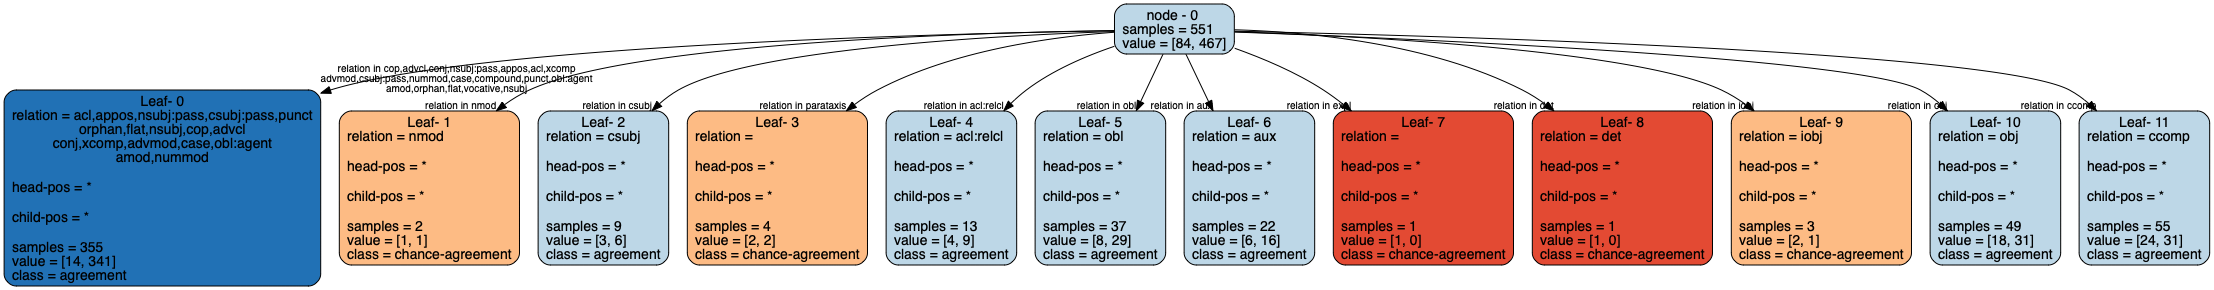 node - 0
samples = 551
value = [84, 467]
relation in cop,advcl,conj,nsubj:pass,appos,acl,xcomp
advmod,csubj:pass,nummod,case,compound,punct,obl:agent
amod,orphan,flat,vocative,nsubj
relation in nmod
relation in csubj
relation in parataxis
relation in acl:relcl
relation in obl
relation in aux
relation in
relation in det
relation in iobj
relation in obj
relation in ccomp
Leaf- 0
relation = acl,appos,nsubj:pass,csubj:pass,punct
orphan,flat,nsubj,cop,advcl
conj,xcomp,advmod,case,obl:agent
amod,nummod
head-pos = *
child-pos = *
samples = 355
value = [14, 341]
class = agreement
Leaf- 1
relation = nmod
head-pos = *
child-pos = *
samples = 2
value = [1, 1]
class = chance-agreement
Leaf- 2
relation = csubj
head-pos = *
child-pos = *
samples = 9
value = [3, 6]
class = agreement
Leaf- 3
relation =
head-pos = *
child-pos = *
samples = 4
value = [2, 2]
class = chance-agreement
Leaf- 4
relation = acl:relcl
head-pos = *
child-pos = *
samples = 13
value = [4, 9]
class = agreement
Leaf- 5
relation = obl
head-pos = *
child-pos = *
samples = 37
value = [8, 29]
class = agreement
Leaf- 6
relation = aux
head-pos = *
child-pos = *
samples = 22
value = [6, 16]
class = agreement
Leaf- 7
relation =
head-pos = *
child-pos = *
samples = 1
value = [1, 0]
class = chance-agreement
Leaf- 8
relation = det
head-pos = *
child-pos = *
samples = 1
value = [1, 0]
class = chance-agreement
Leaf- 9
relation = iobj
head-pos = *
child-pos = *
samples = 3
value = [2, 1]
class = chance-agreement
Leaf- 10
relation = obj
head-pos = *
child-pos = *
samples = 49
value = [18, 31]
class = agreement
Leaf- 11
relation = ccomp
head-pos = *
child-pos = *
samples = 55
value = [24, 31]
class = agreement